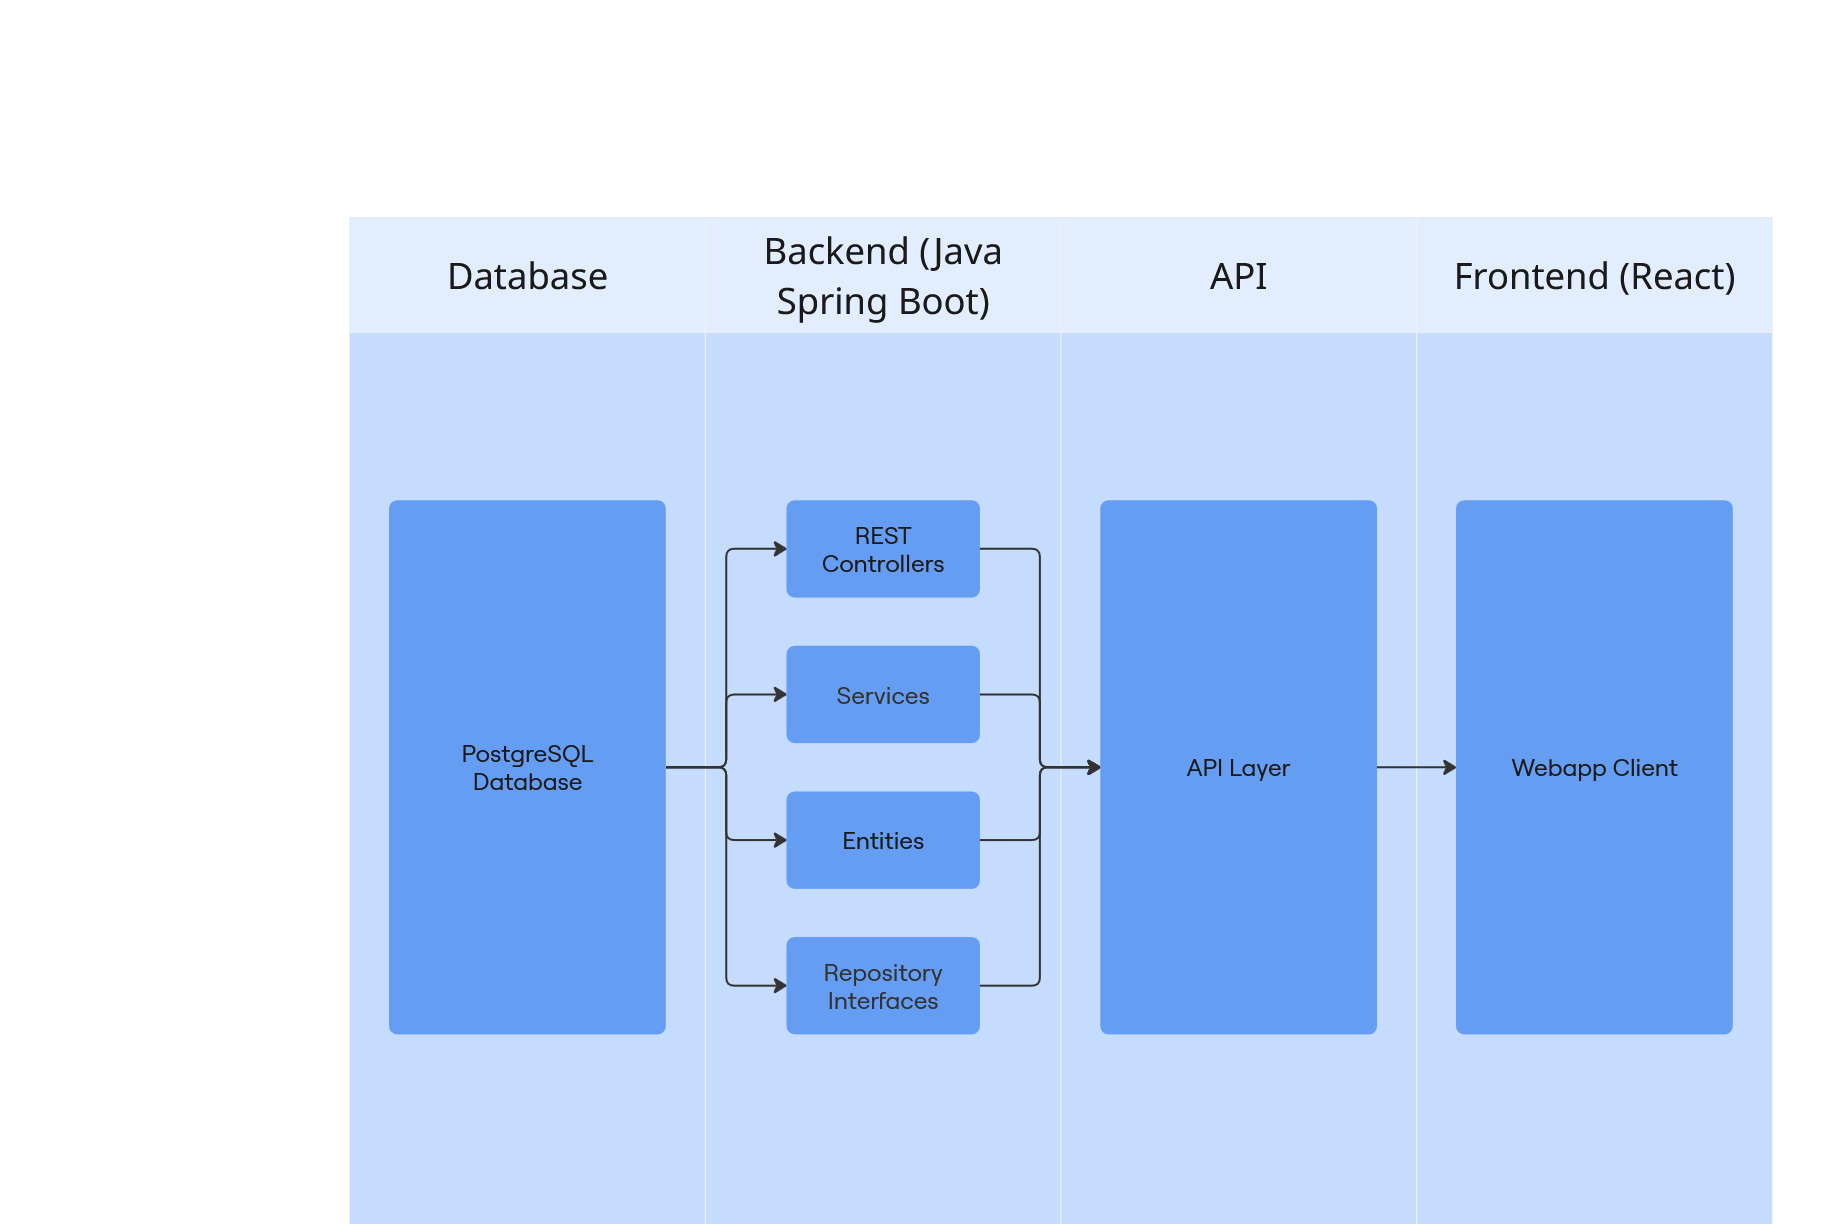 Database
Backend (Java
Spring Boot)
API
Frontend (React)
PostgreSQL
Database
REST
Controllers
Services
Entities
Repository
Interfaces
API Layer
Webapp Client